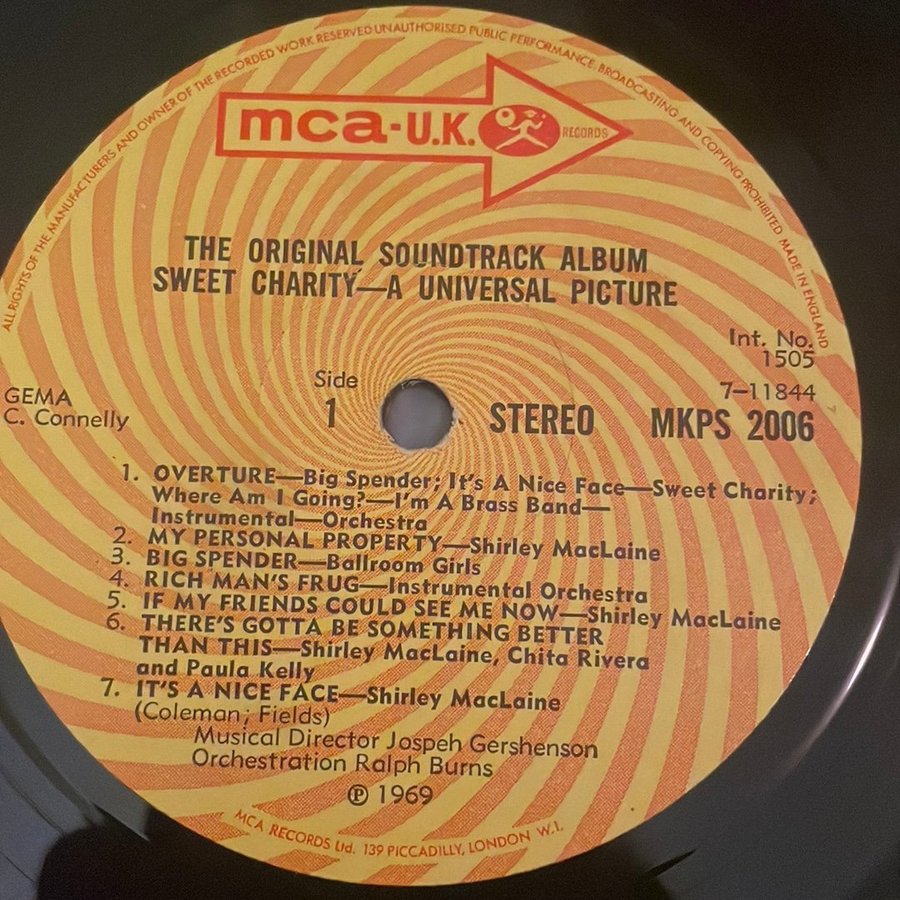 ALL RIGHTS OF THE MANUFACTURERS AND OWNER OF THE RECORDED WORK RESERVED UNAUTHORISED PUBLIC PERFORMANCE BROADCASTING AND COPYING PROHIBITED MADE IN ENGLAND
mca-U.K. RECORDS
THE ORIGINAL SOUNDTRACK ALBUM
SWEET CHARITY—A UNIVERSAL PICTURE
Int. No.
1505
Side
7-11844
GEMA
C. Connelly
1
STEREO
MKPS 2006
1. OVERTURE—Big Spender; It's A Nice Face—Sweet Charity;
Where Am I Going?—I'm A Brass Band—
Instrumental—Orchestra
2. MY PERSONAL PROPERTY—Shirley MacLaine
3. BIG SPENDER—Ballroom Girls
4. RICH MAN'S FRUG—Instrumental Orchestra
5. IF MY FRIENDS COULD SEE ME NOW—Shirley MacLaine
6. THERE'S GOTTA BE SOMETHING BETTER
THAN THIS—Shirley MacLaine, Chita Rivera
and Paula Kelly
7. IT'S A NICE FACE—Shirley MacLaine
(Coleman; Fields)
Musical Director Jospeh Gershenson
Orchestration Ralph Burns
℗ 1969
MCA RECORDS Ltd. 139 PICCADILLY, LONDON W.I.